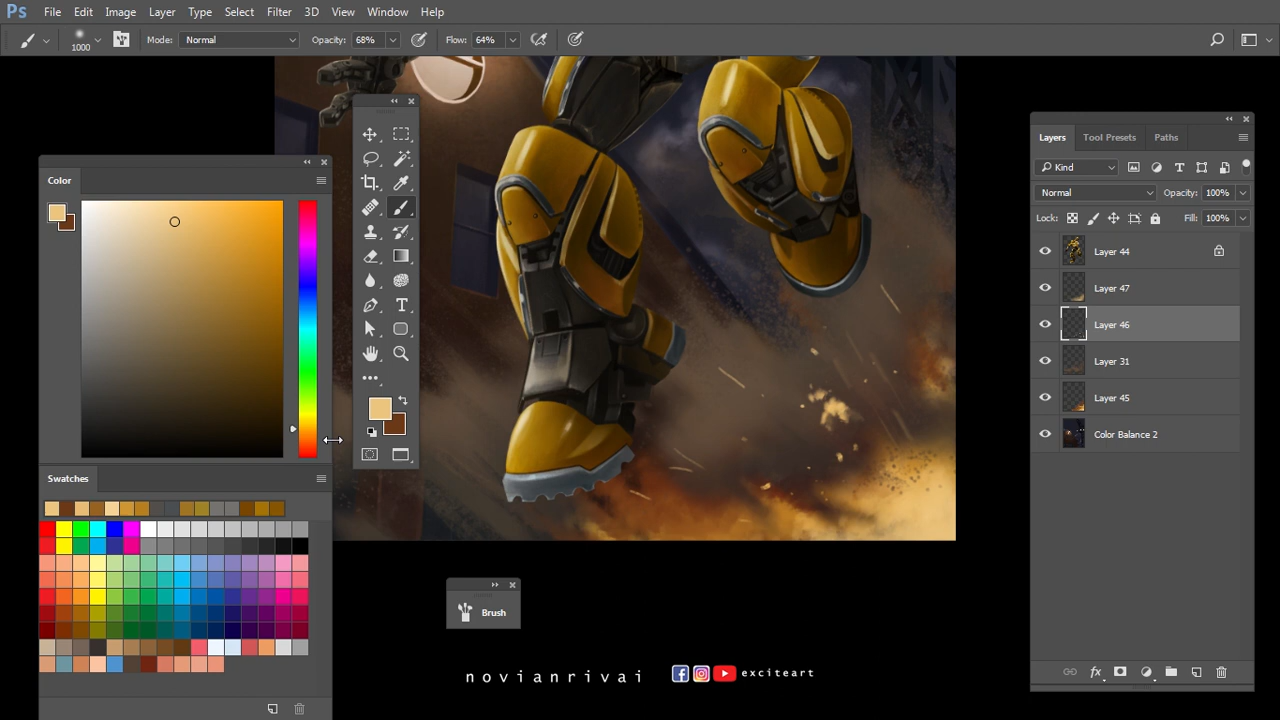 Ps File Edit Image Layer Type Select Filter 3D View Window Help
1000 Mode: Normal Opacity: 68% Flow: 64%
Color
Swatches
Brush
Layers Tool Presets Paths
Kind
Normal Opacity: 100%
Lock: Fill: 100%
Layer 44
Layer 47
Layer 46
Layer 31
Layer 45
Color Balance 2
fx
novianrivai exciteart